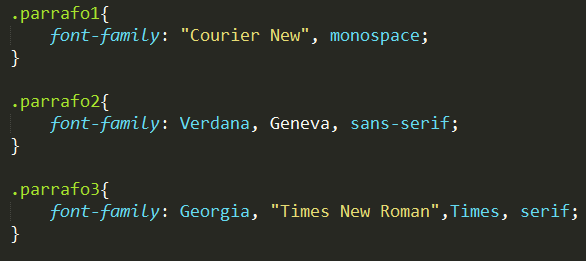 .parrafo1{
font-family: "Courier New", monospace;
}
.parrafo2{
font-family: Verdana, Geneva, sans-serif;
}
.parrafo3{
font-family: Georgia, "Times New Roman",Times, serif;
}